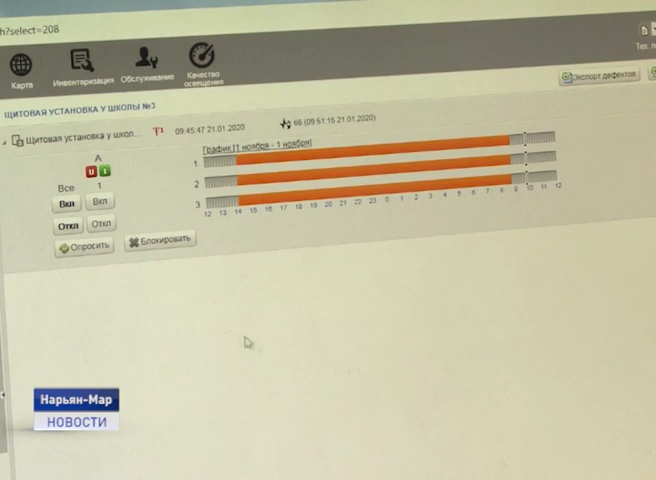 h?select=208
Карта
Инвентаризация
Обслуживание
Качество освещения
Тех. п
Экспорт дефектов
ЩИТОВАЯ УСТАНОВКА У ШКОЛЫ №3
Щитовая установка у школ...
T1
09:45:47 21.01.2020
66 (09:51:15 21.01.2020)
График [1 ноября - 1 ноября]
А
U 1
Все 1
Вкл Вкл
Откл Откл
Опросить
Блокировать
1
2
3
12 13 14 15 16 17 18 19 20 21 22 23 0 1 2 3 4 5 6 7 8 9 10 11 12
Нарьян-Мар
НОВОСТИ